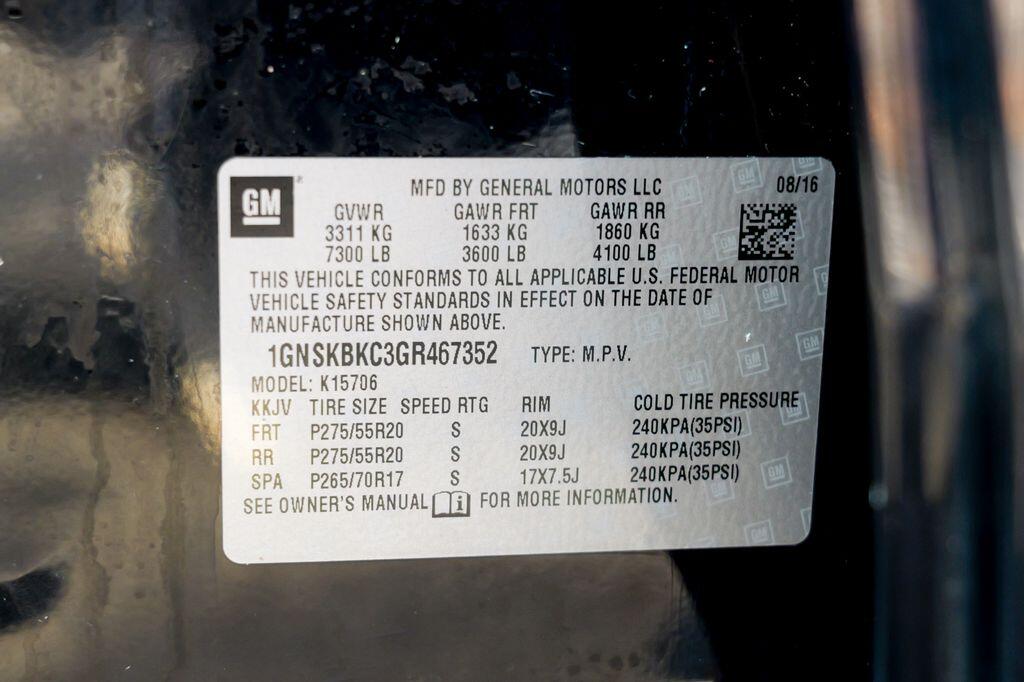 GM
MFD BY GENERAL MOTORS LLC 08/16
GVWR GAWR FRT GAWR RR
3311 KG 1633 KG 1860 KG
7300 LB 3600 LB 4100 LB
THIS VEHICLE CONFORMS TO ALL APPLICABLE U.S. FEDERAL MOTOR
VEHICLE SAFETY STANDARDS IN EFFECT ON THE DATE OF
MANUFACTURE SHOWN ABOVE.
1GNSKBKC3GR467352 TYPE: M.P.V.
MODEL: K15706
KKJV TIRE SIZE SPEED RTG RIM COLD TIRE PRESSURE
FRT P275/55R20 S 20X9J 240KPA(35PSI)
RR P275/55R20 S 20X9J 240KPA(35PSI)
SPA P265/70R17 S 17X7.5J 240KPA(35PSI)
SEE OWNER'S MANUAL i FOR MORE INFORMATION.